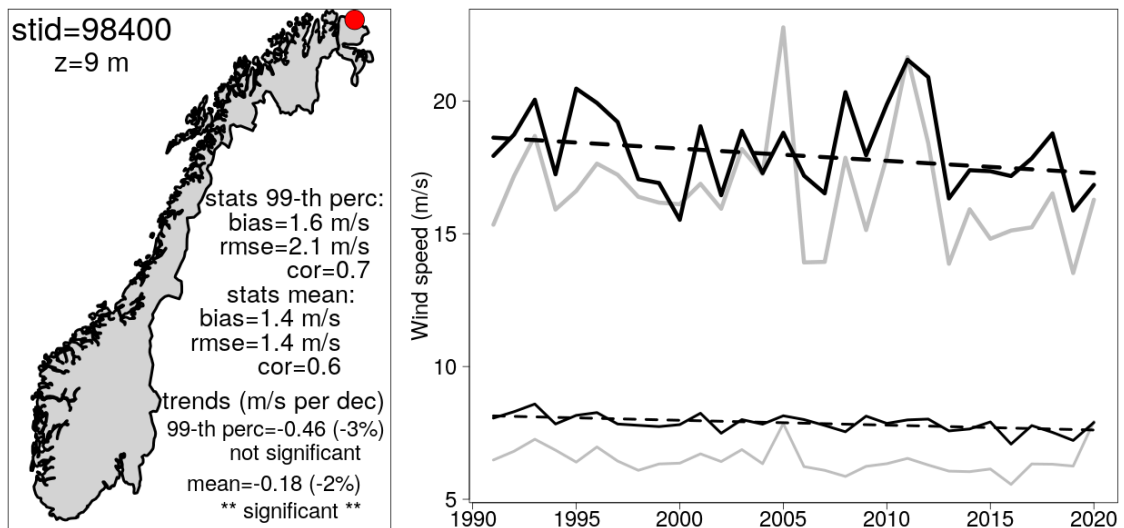 stid=98400
z=9 m
stats 99-th perc:
bias=1.6 m/s
rmse=2.1 m/s
cor=0.7
stats mean:
bias=1.4 m/s
rmse=1.4 m/s
cor=0.6
trends (m/s per dec)
99-th perc=-0.46 (-3%)
not significant
mean=-0.18 (-2%)
** significant **
Wind speed (m/s)
20
15
10
5
1990 1995 2000 2005 2010 2015 2020